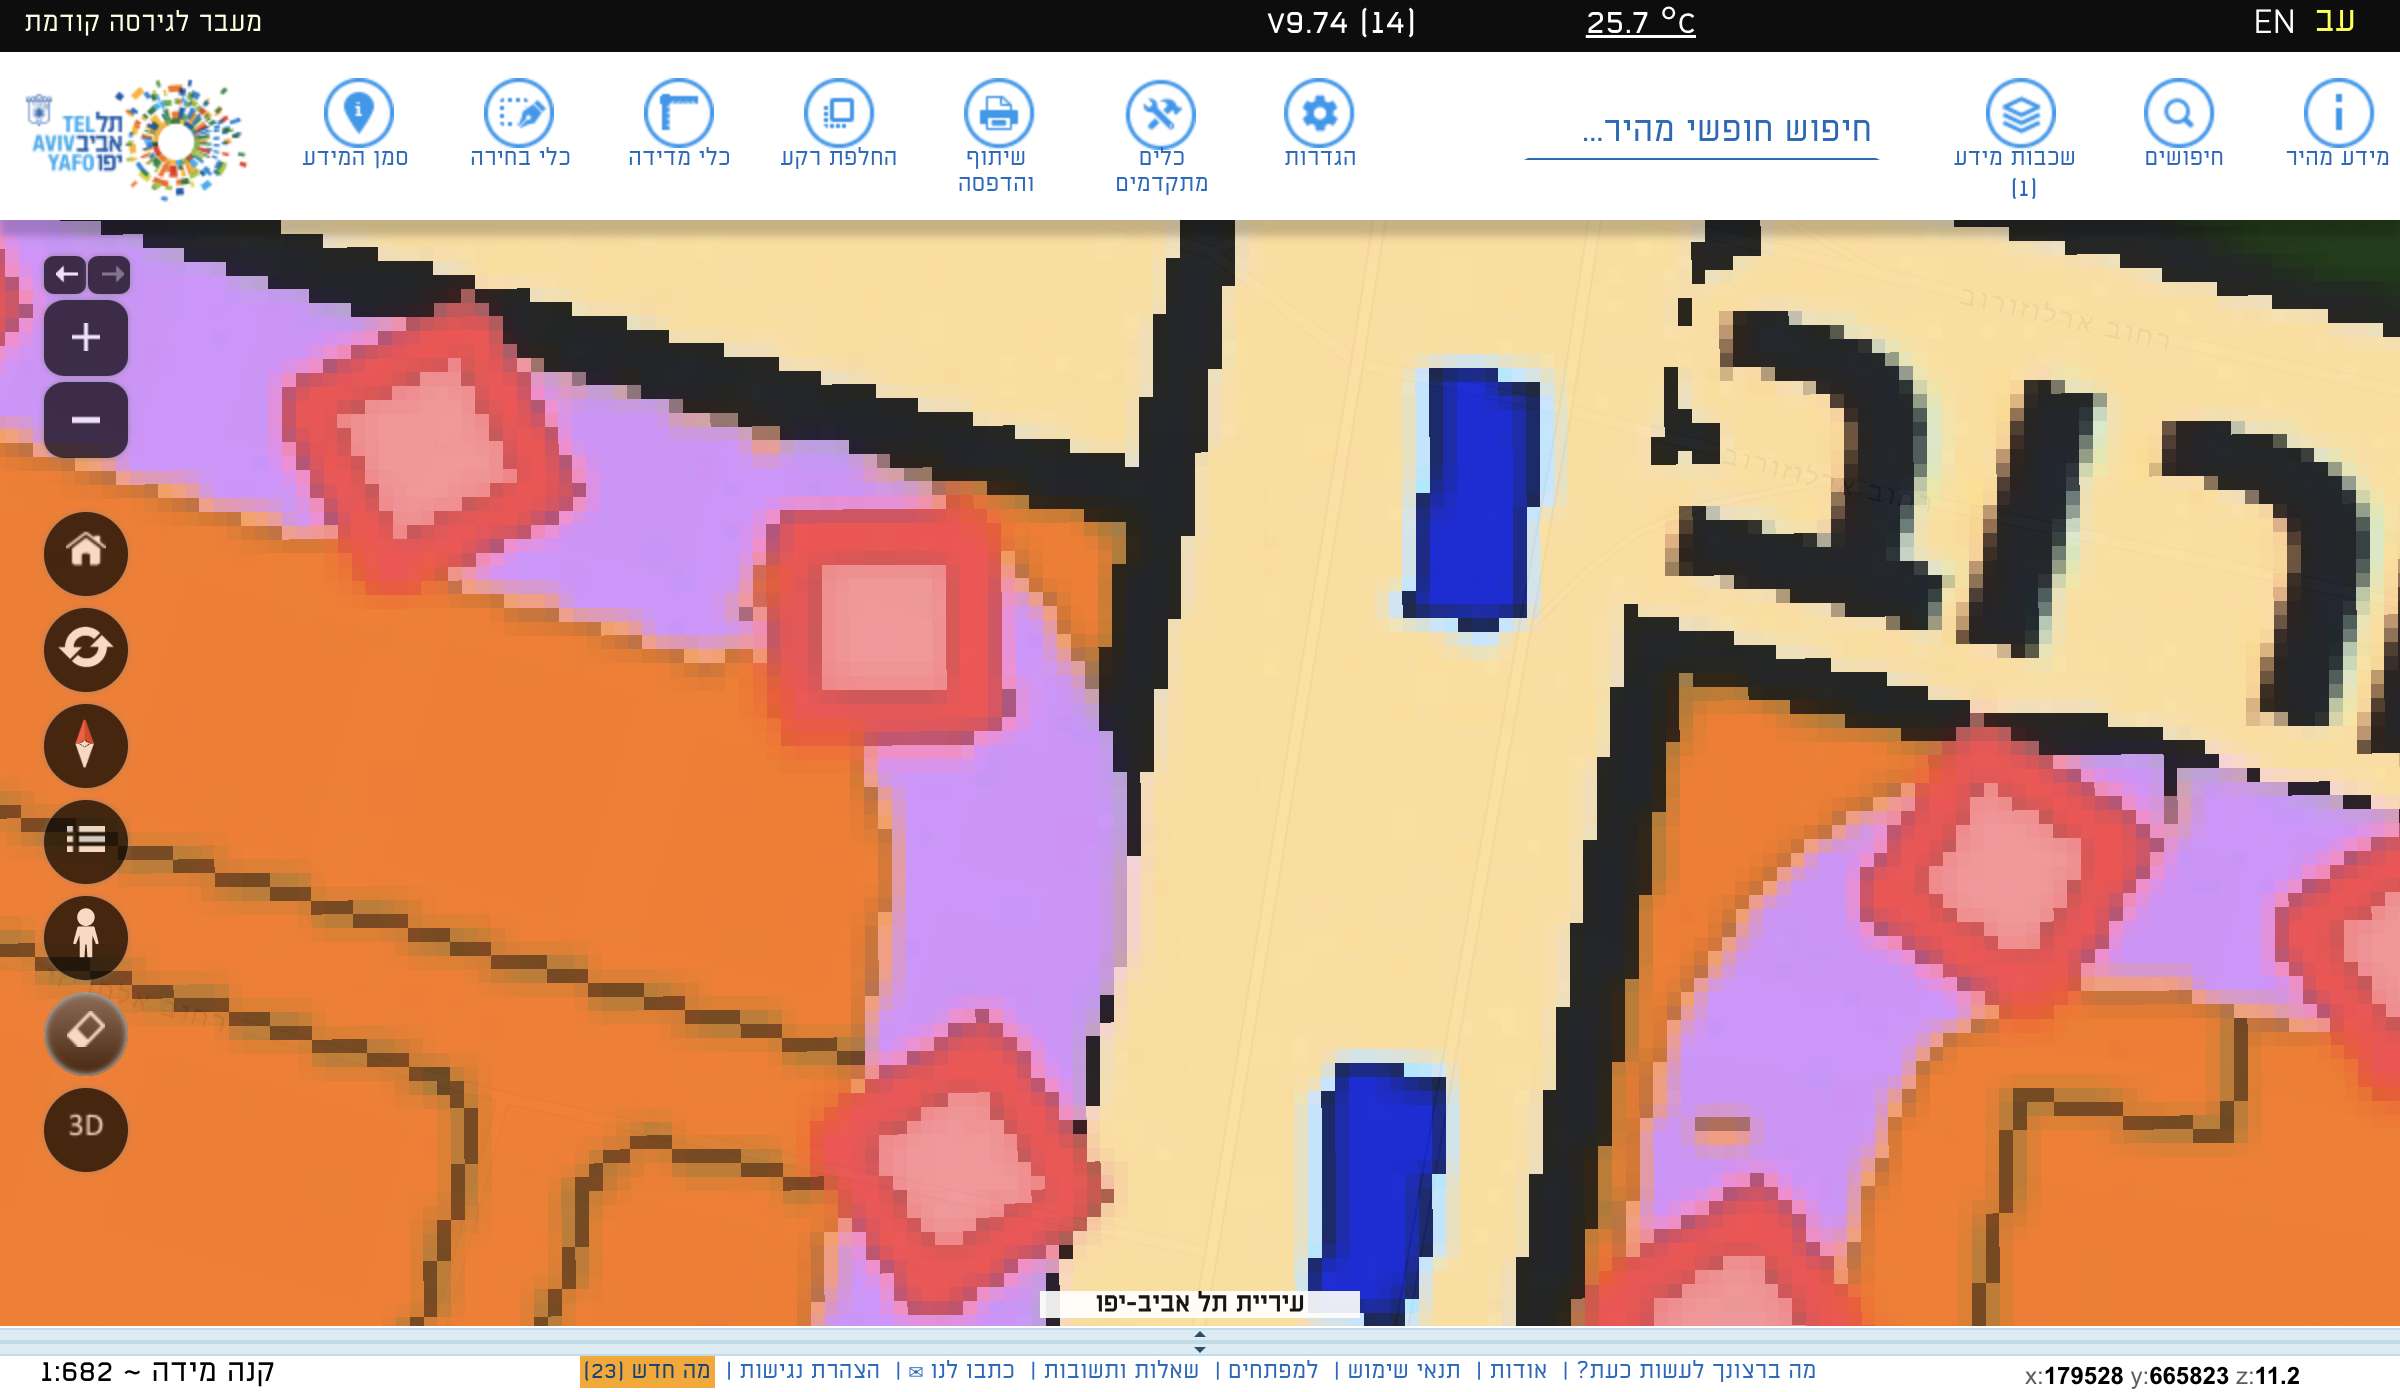 עב EN
25.7 °C
V9.74 (14)
מעבר לגירסה קודמת
מידע מהיר
חיפושים
שכבות מידע
(1)
חיפוש חופשי מהיר...
הגדרות
כלים
מתקדמים
שיתוף
והדפסה
החלפת רקע
כלי מדידה
כלי בחירה
סמן המידע
תל TEL
אביב AVIV
יפו YAFO
רחוב ארלוזורוב
רחוב ארלוזורוב
רוב
3D
עיריית תל אביב-יפו
x:179528 y:665823 z:11.2
מה ברצונך לעשות כעת? | אודות | תנאי שימוש | למפתחים | שאלות ותשובות | כתבו לנו ✉ | הצהרת נגישות | מה חדש (23)
קנה מידה ~ 1:682